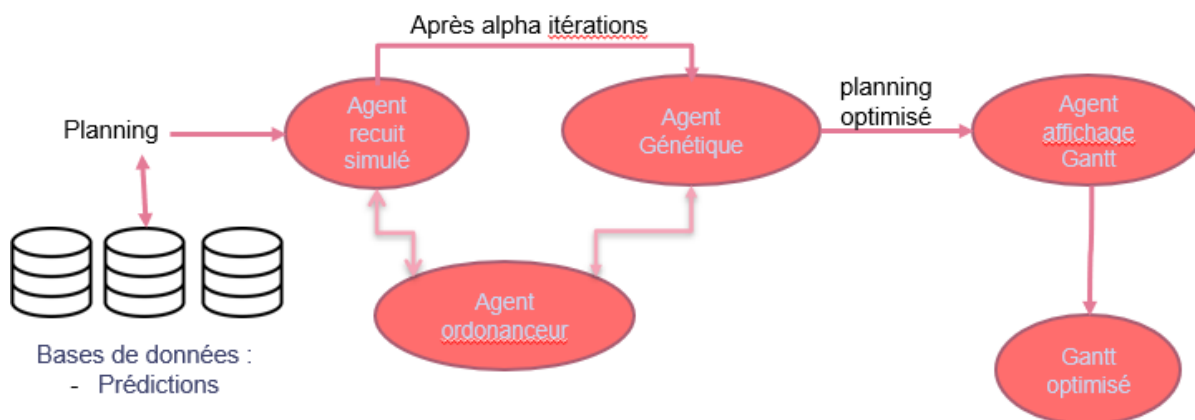 Après alpha itérations
Planning
Agent
recuit
simulé
Agent
Génétique
planning
optimisé
Agent
affichage
Gantt
Agent
ordonanceur
Bases de données :
- Prédictions
Gantt
optimisé